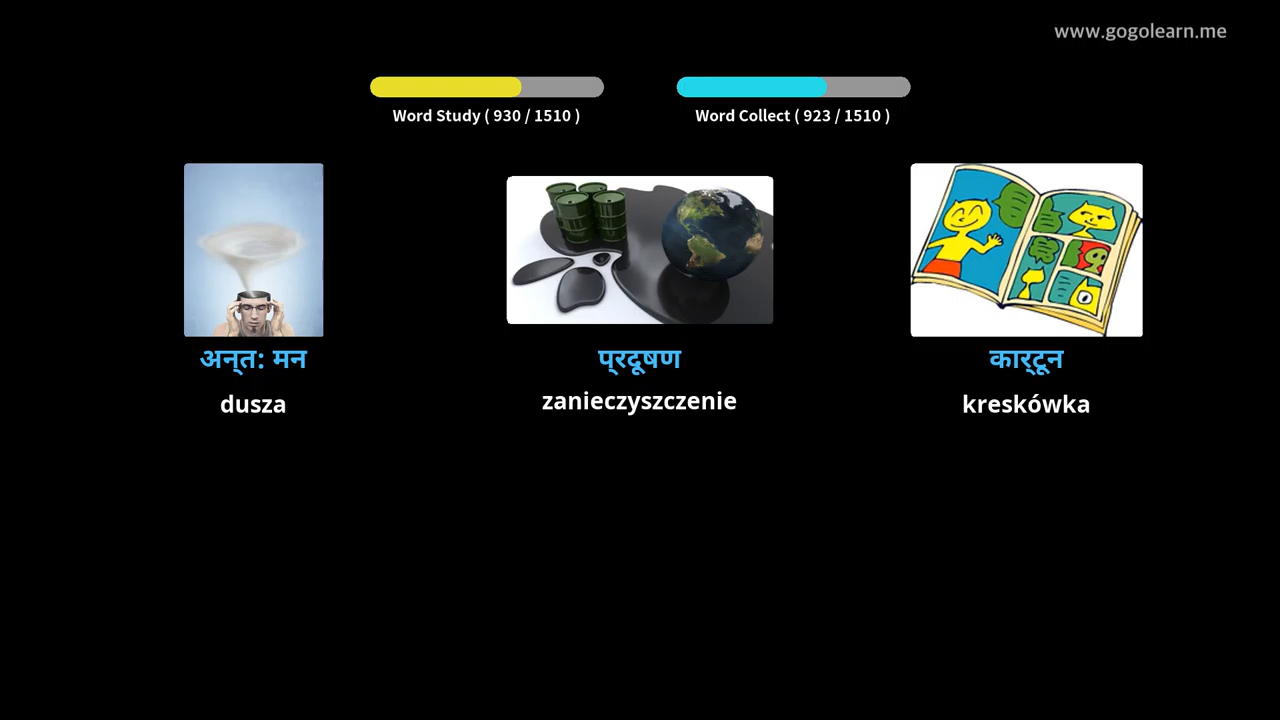 www.gogolearn.me
Word Study ( 930 / 1510 )
Word Collect ( 923 / 1510 )
अन्‌त: मन
प्‌रदूषण
कार्‌टून
dusza
zanieczyszczenie
kreskówka